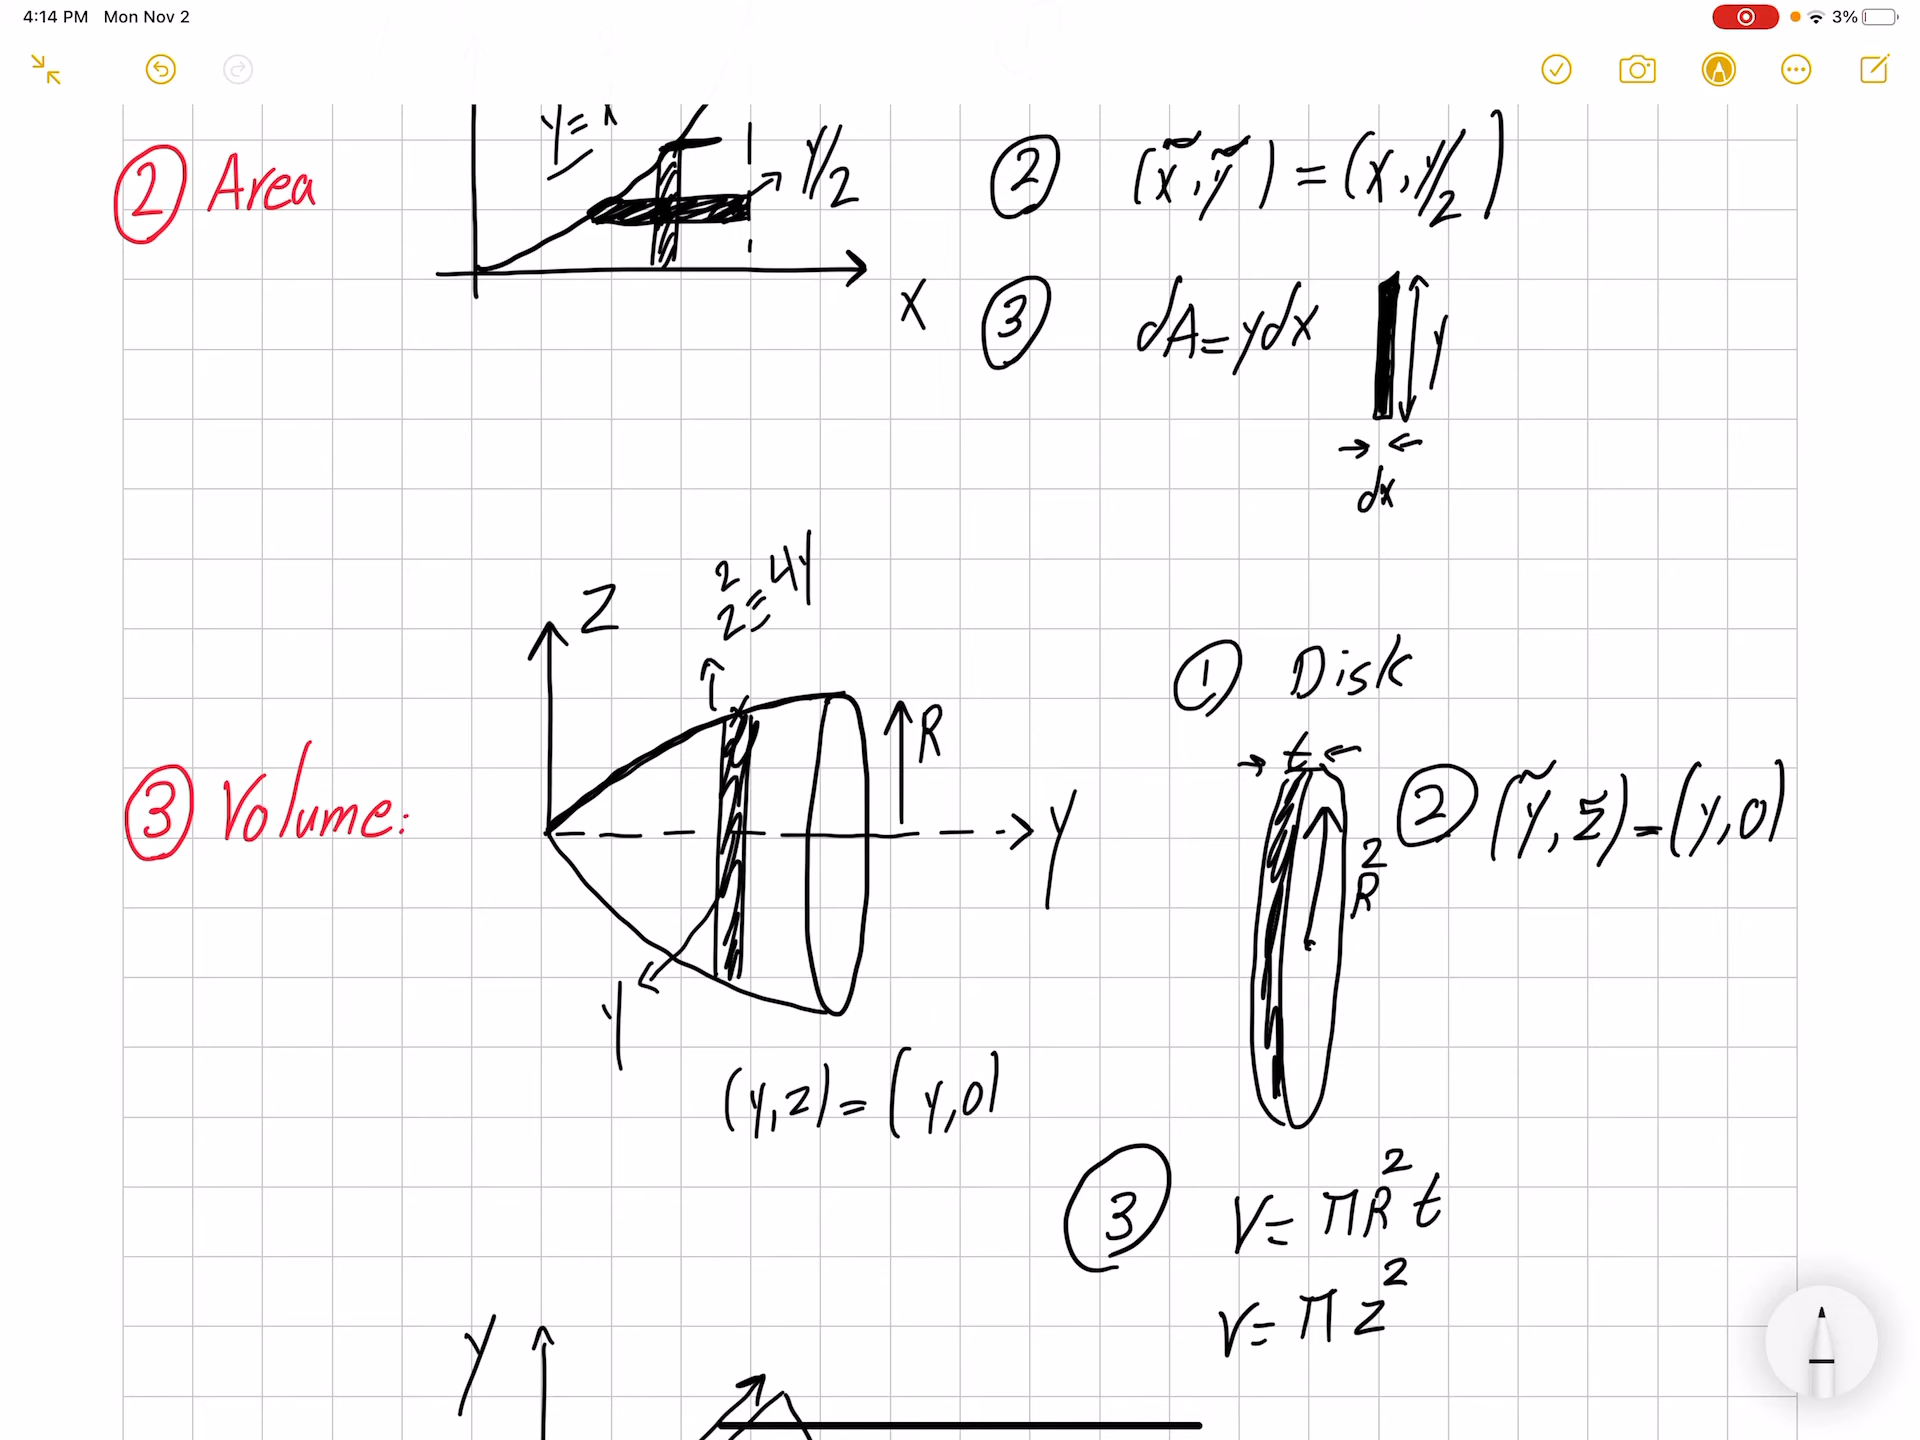 4:14 PM Mon Nov 2
3%
② Area
y = x
y/2
x
② (x̃, ỹ) = (x, y/2)
③ dA = ydx
y
dx
③ Volume:
z
z² = 4y
R
y
y
(y, z) = (y, 0)
① Disk
t
R²
② (ỹ, z̃) = (y, 0)
③ V = πR²t
V = πz²
y